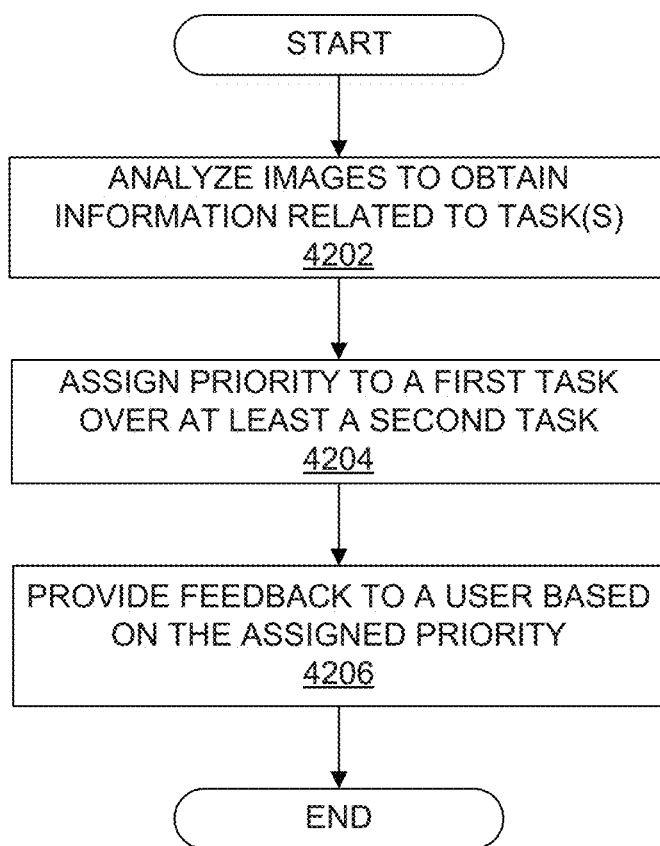 START
ANALYZE IMAGES TO OBTAIN
INFORMATION RELATED TO TASK(S)
4202
ASSIGN PRIORITY TO A FIRST TASK
OVER AT LEAST A SECOND TASK
4204
PROVIDE FEEDBACK TO A USER BASED
ON THE ASSIGNED PRIORITY
4206
END